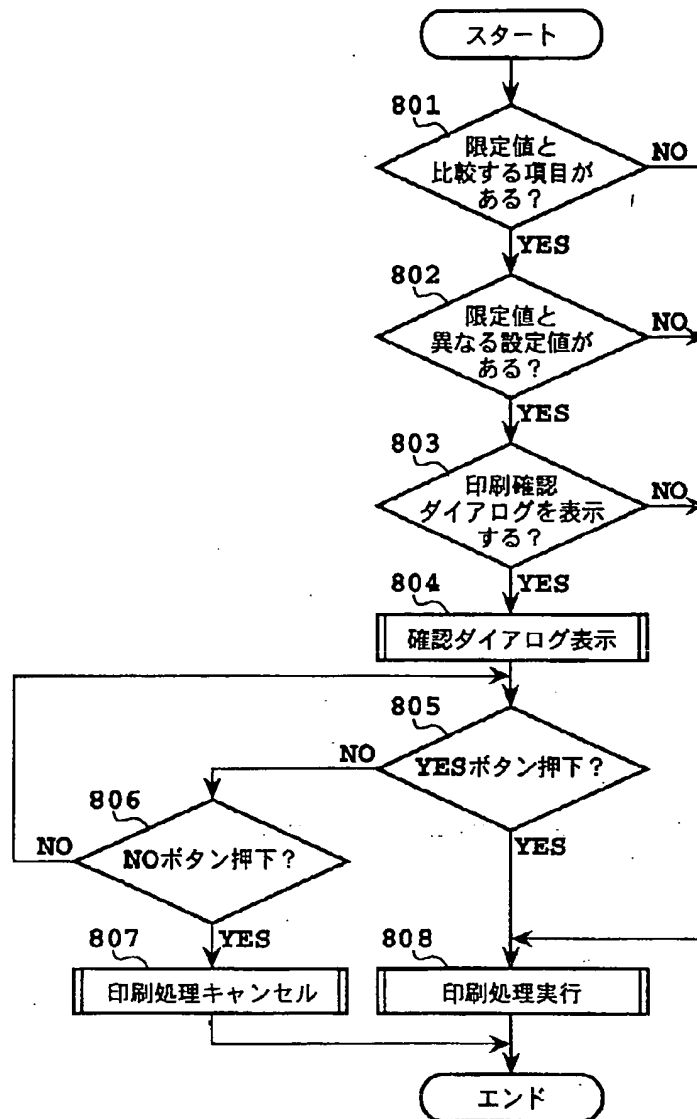 スタート
801
限定値と
比較する項目が
ある？
NO
YES
802
限定値と
異なる設定値が
ある？
NO
YES
803
印刷確認
ダイアログを表示
する？
NO
YES
804
確認ダイアログ表示
805
YESボタン押下？
NO
YES
806
NOボタン押下？
NO
YES
807
印刷処理キャンセル
808
印刷処理実行
エンド